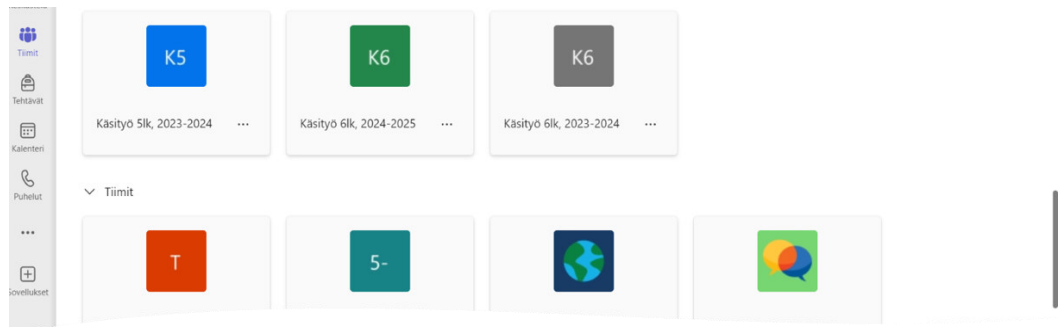 Tiimit
Tehtävät
Kalenteri
Puhelut
Sovellukset
K5
K6
K6
Käsityö 5lk, 2023-2024
Käsityö 6lk, 2024-2025
Käsityö 6lk, 2023-2024
Tiimit
T
5-